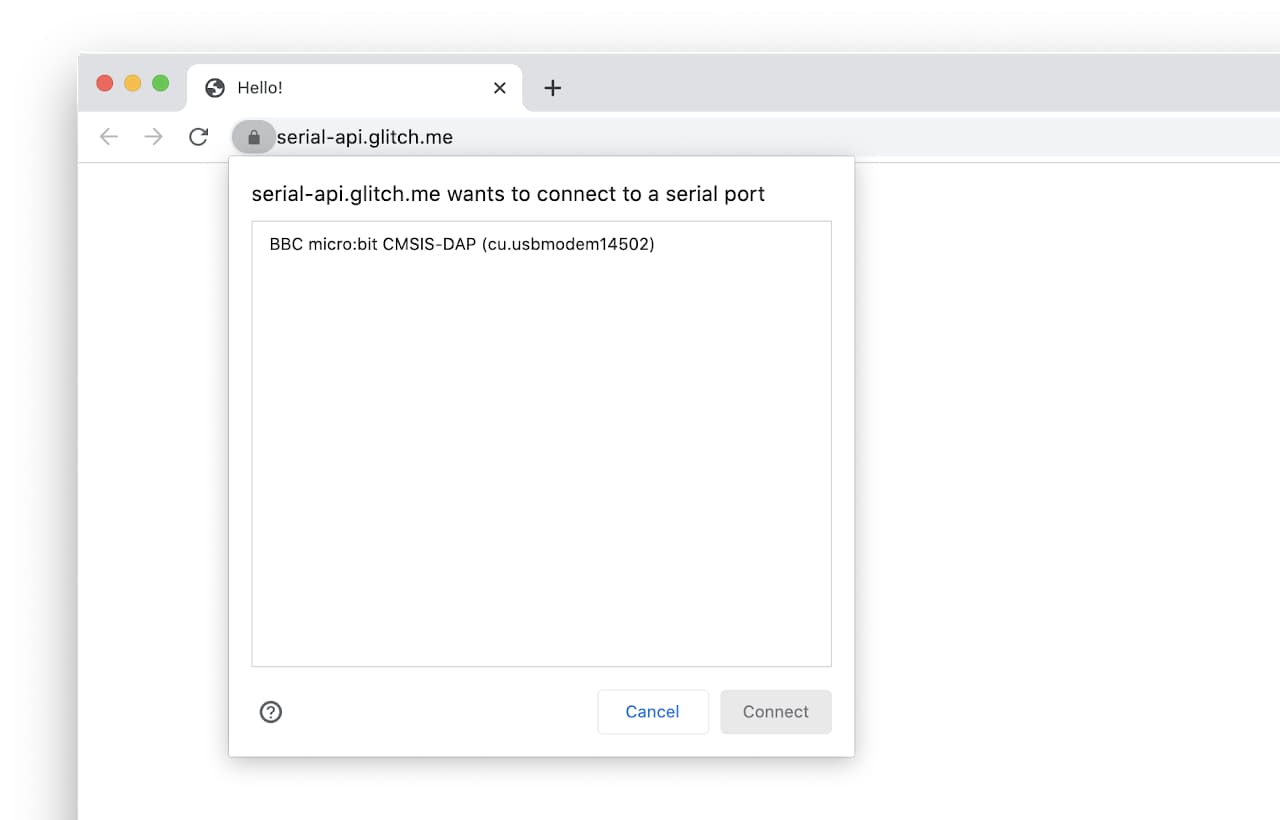 Hello!
serial-api.glitch.me
serial-api.glitch.me wants to connect to a serial port
BBC micro:bit CMSIS-DAP (cu.usbmodem14502)
Cancel
Connect